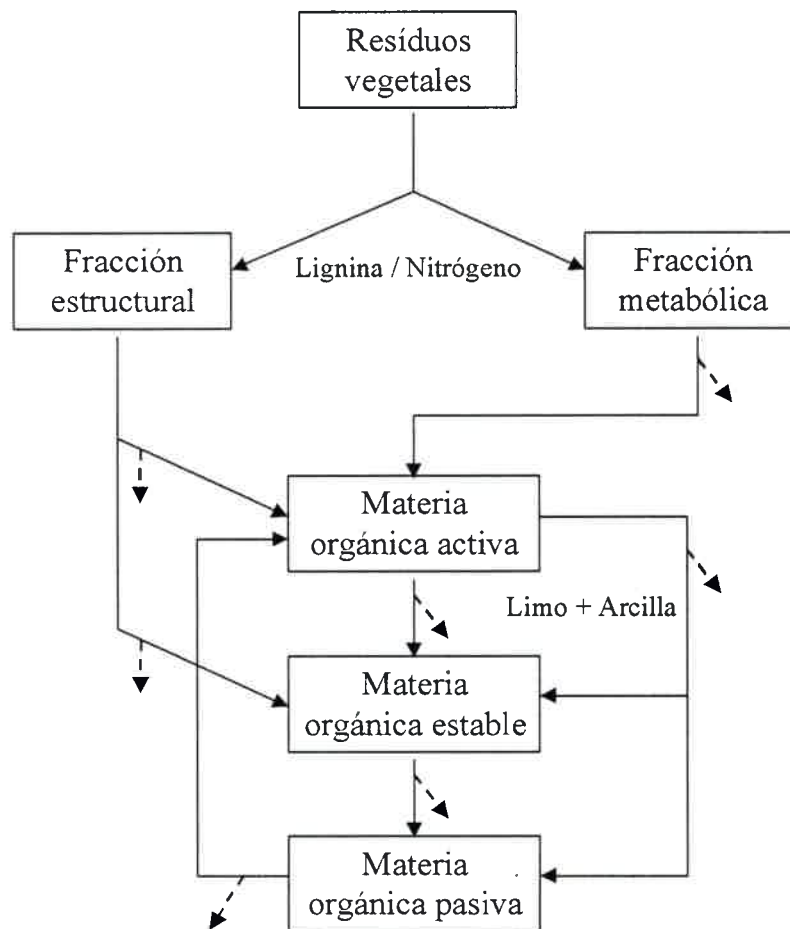 Resíduos
vegetales
Fracción
estructural
Lignina / Nitrógeno
Fracción
metabólica
Materia
orgánica activa
Limo + Arcilla
Materia
orgánica estable
Materia
orgánica pasiva